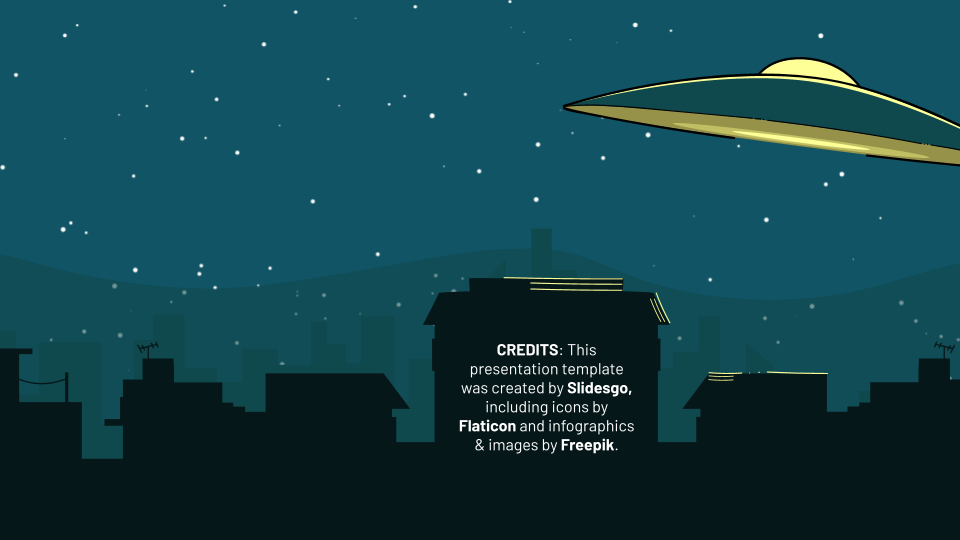 CREDITS: This
presentation template
was created by Slidesgo,
including icons by
Flaticon and infographics
& images by Freepik.